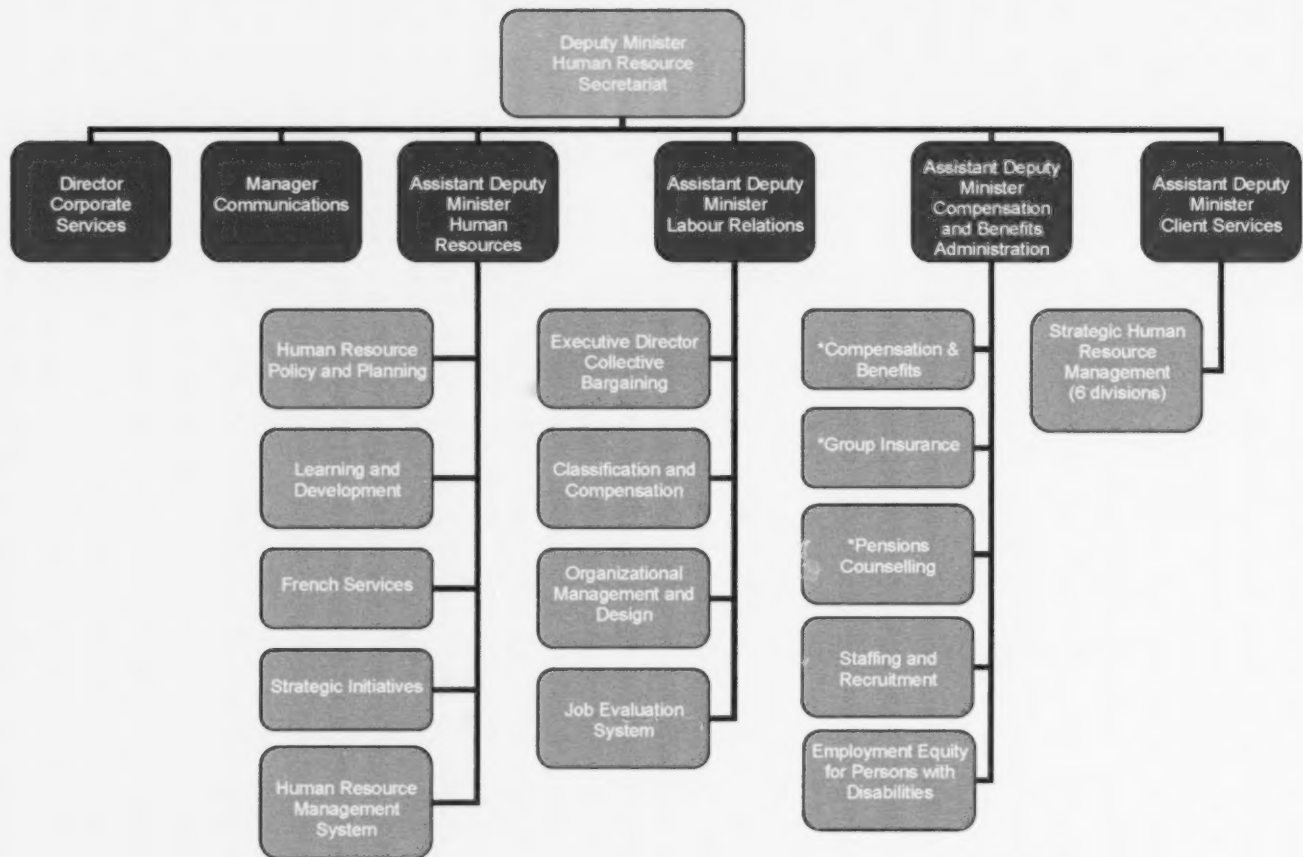 Deputy Minister
Human Resource
Secretariat
Director
Corporate
Services
Manager
Communications
Assistant Deputy
Minister
Human
Resources
Assistant Deputy
Minister
Labour Relations
Assistant Deputy
Minister
Compensation
and Benefits
Administration
Assistant Deputy
Minister
Client Services
Human Resource
Policy and Planning
Learning and
Development
French Services
Strategic Initiatives
Human Resource
Management
System
Executive Director
Collective
Bargaining
Classification and
Compensation
Organizational
Management and
Design
Job Evaluation
System
*Compensation &
Benefits
*Group Insurance
*Pensions
Counselling
Staffing and
Recruitment
Employment Equity
for Persons with
Disabilities
Strategic Human
Resource
Management
(6 divisions)